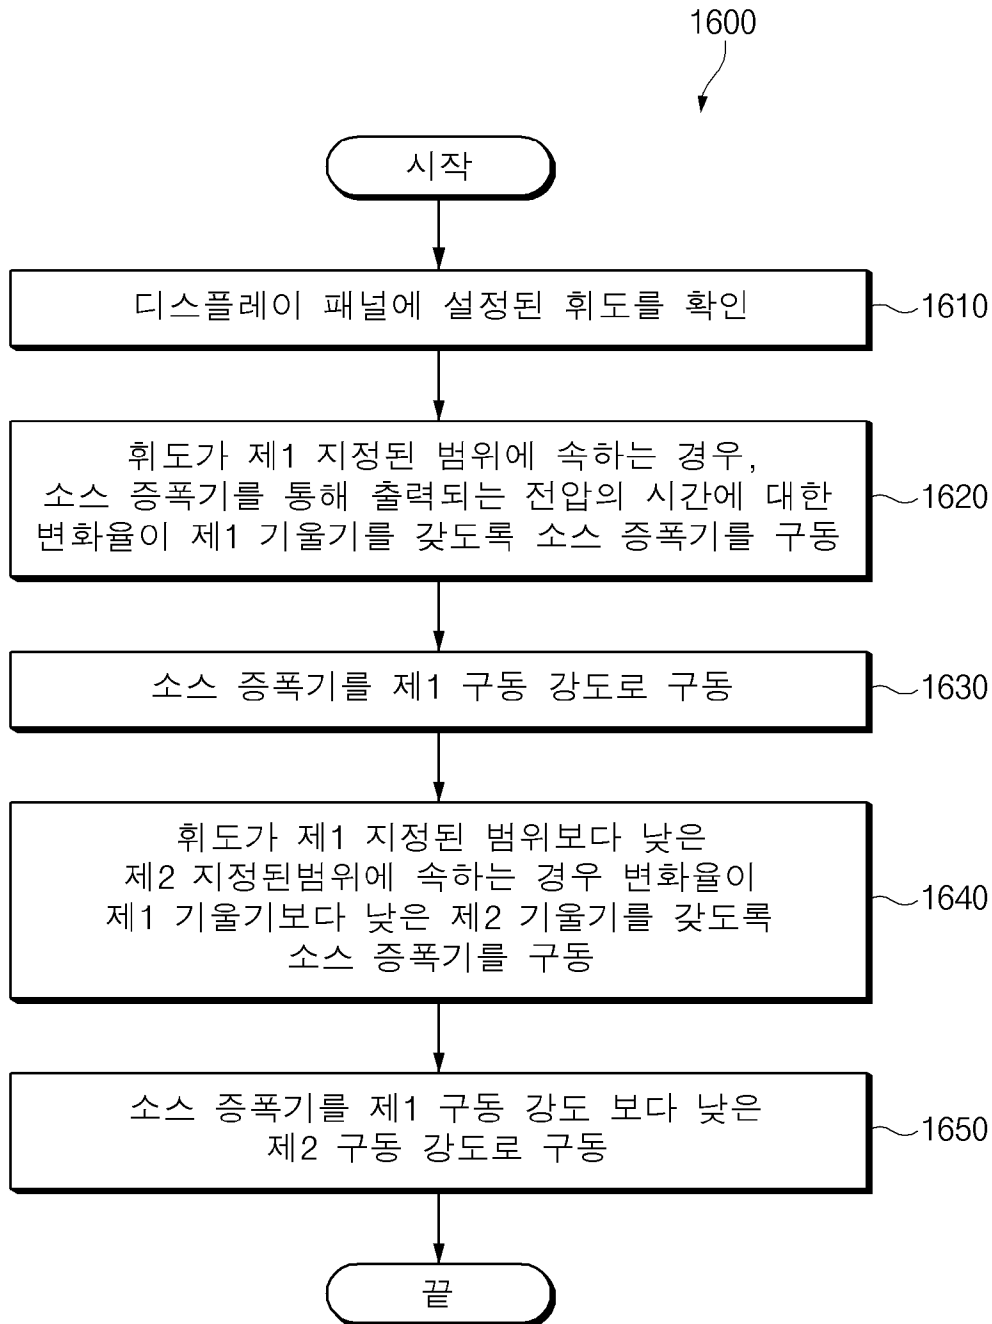 1600
시작
디스플레이 패널에 설정된 휘도를 확인
1610
휘도가 제1 지정된 범위에 속하는 경우,
소스 증폭기를 통해 출력되는 전압의 시간에 대한
변화율이 제1 기울기를 갖도록 소스 증폭기를 구동
1620
소스 증폭기를 제1 구동 강도로 구동
1630
휘도가 제1 지정된 범위보다 낮은
제2 지정된범위에 속하는 경우 변화율이
제1 기울기보다 낮은 제2 기울기를 갖도록
소스 증폭기를 구동
1640
소스 증폭기를 제1 구동 강도 보다 낮은
제2 구동 강도로 구동
1650
끝